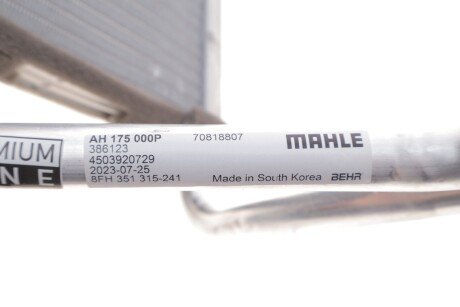 MIUM
NE
AH 175 000P 70818807
386123
4503920729
2023-07-25
8FH 351 315-241
MAHLE
Made in South Korea BEHR